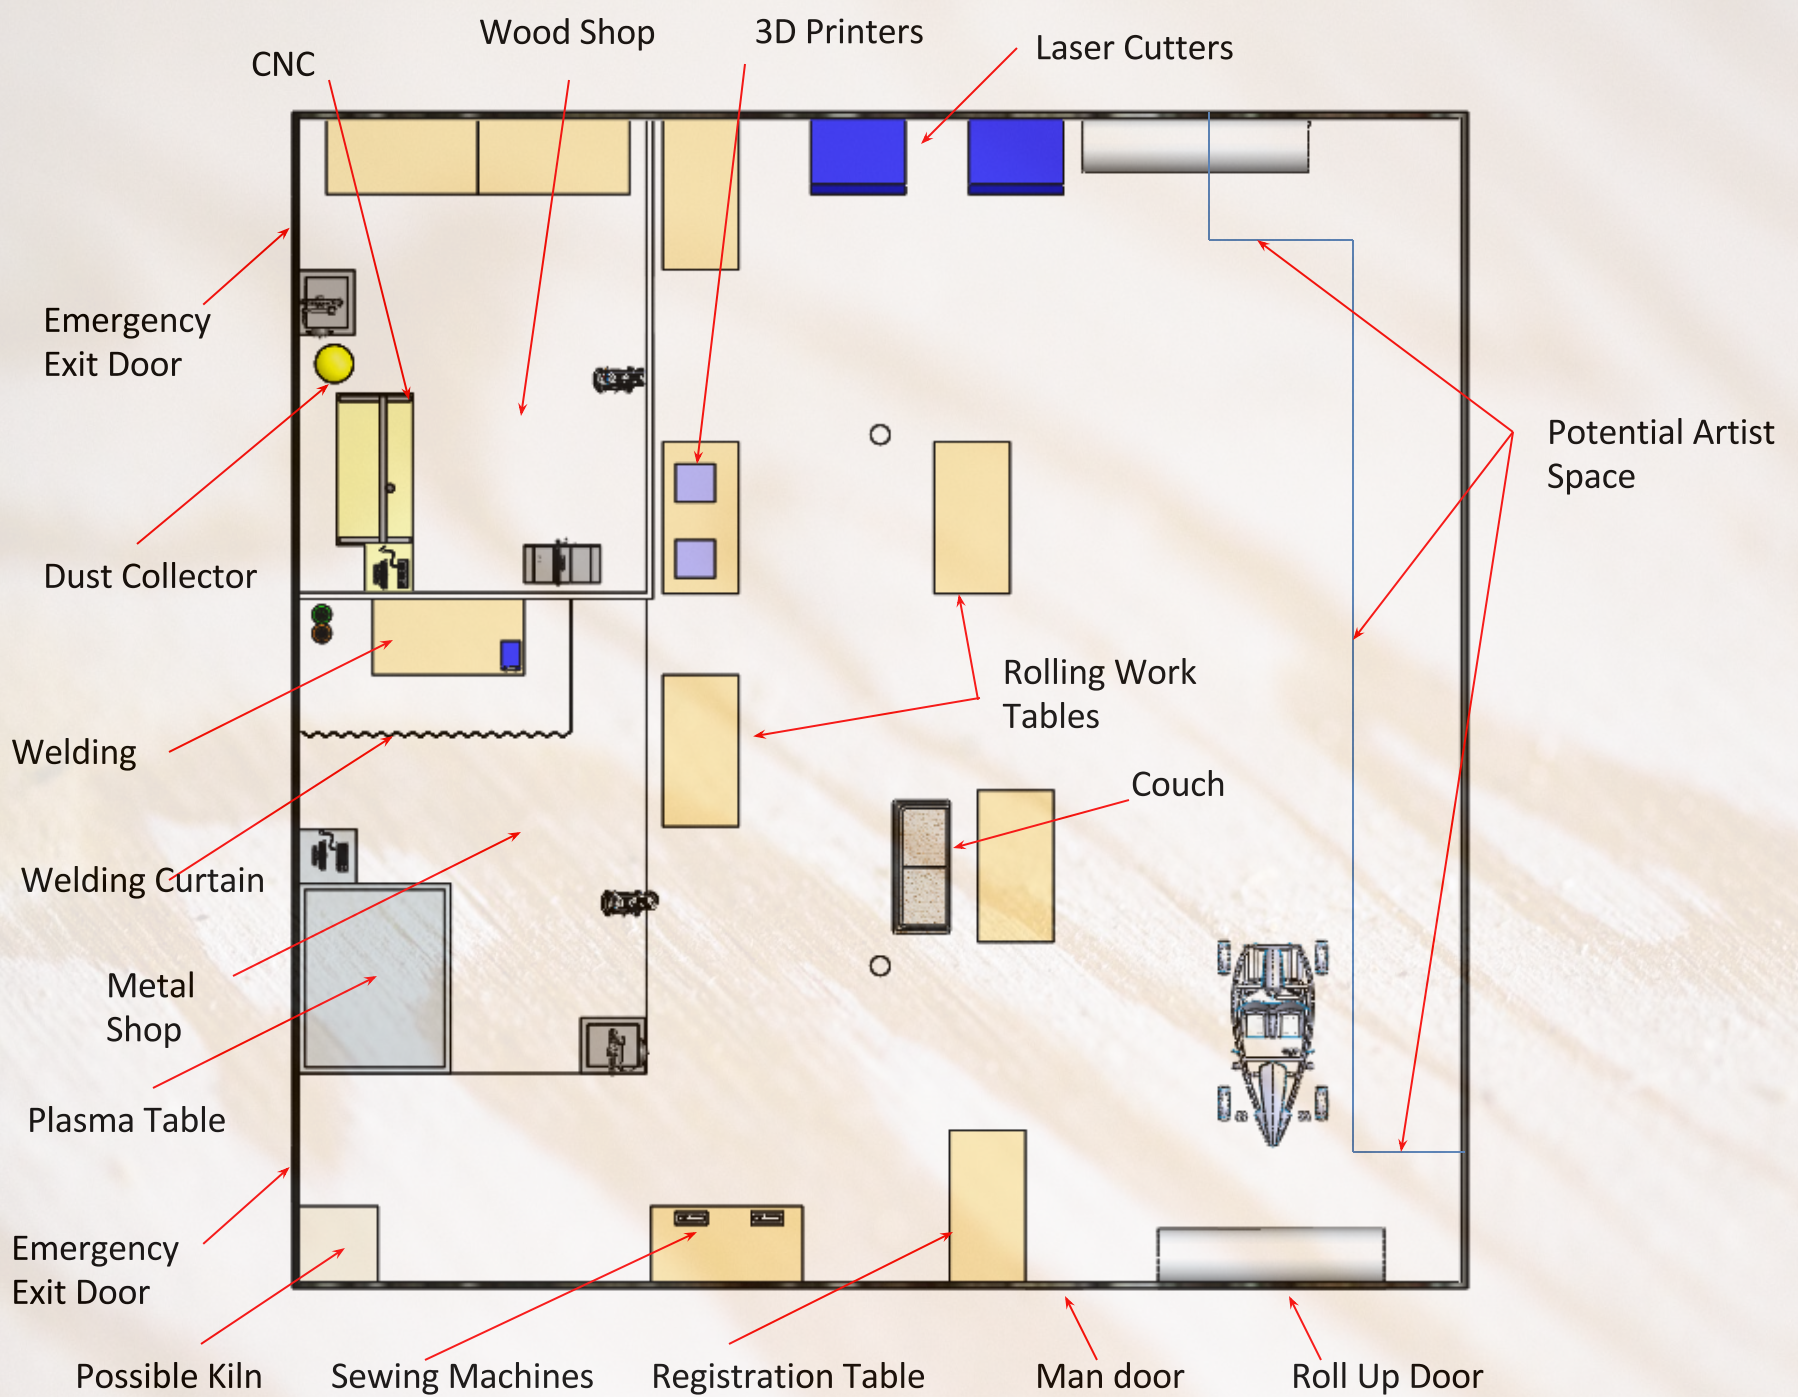 Wood Shop
3D Printers
Laser Cutters
CNC
Emergency
Exit Door
Potential Artist
Space
Dust Collector
Rolling Work
Tables
Welding
Couch
Welding Curtain
Metal
Shop
Plasma Table
Emergency
Exit Door
Possible Kiln
Sewing Machines
Registration Table
Man door
Roll Up Door